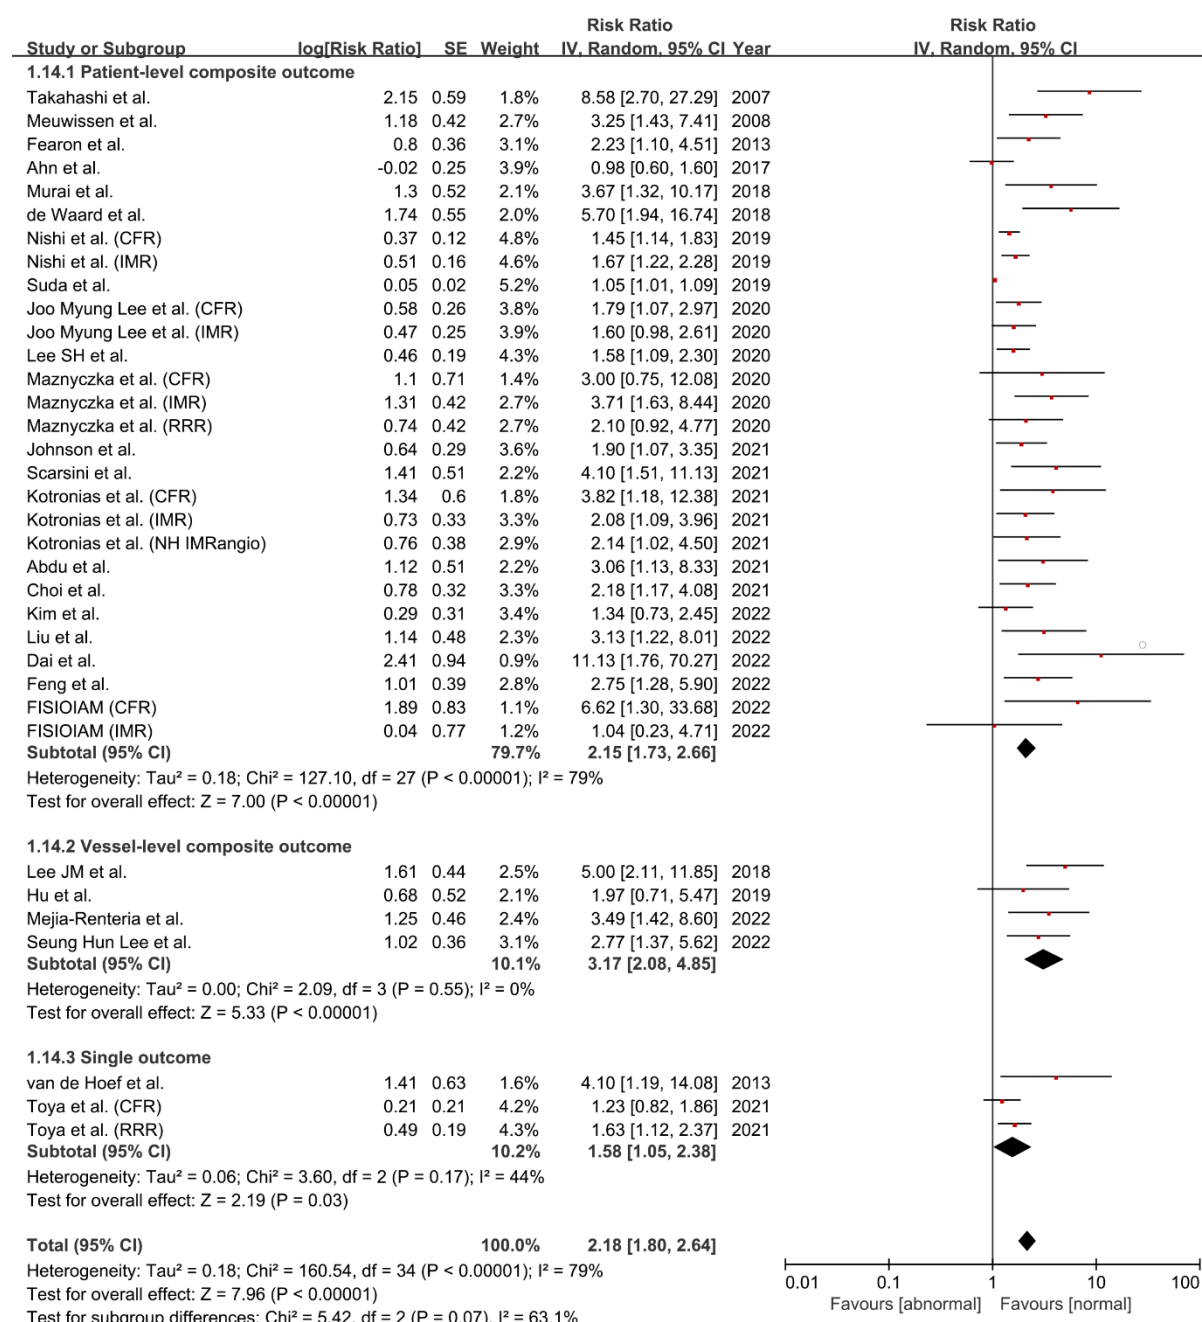 Risk Ratio Risk Ratio
Study or Subgroup log[Risk Ratio] SE Weight IV, Random, 95% CI Year IV, Random, 95% CI
1.14.1 Patient-level composite outcome
Takahashi et al. 2.15 0.59 1.8% 8.58 [2.70, 27.29] 2007
Meuwissen et al. 1.18 0.42 2.7% 3.25 [1.43, 7.41] 2008
Fearon et al. 0.8 0.36 3.1% 2.23 [1.10, 4.51] 2013
Ahn et al. -0.02 0.25 3.9% 0.98 [0.60, 1.60] 2017
Murai et al. 1.3 0.52 2.1% 3.67 [1.32, 10.17] 2018
de Waard et al. 1.74 0.55 2.0% 5.70 [1.94, 16.74] 2018
Nishi et al. (CFR) 0.37 0.12 4.8% 1.45 [1.14, 1.83] 2019
Nishi et al. (IMR) 0.51 0.16 4.6% 1.67 [1.22, 2.28] 2019
Suda et al. 0.05 0.02 5.2% 1.05 [1.01, 1.09] 2019
Joo Myung Lee et al. (CFR) 0.58 0.26 3.8% 1.79 [1.07, 2.97] 2020
Joo Myung Lee et al. (IMR) 0.47 0.25 3.9% 1.60 [0.98, 2.61] 2020
Lee SH et al. 0.46 0.19 4.3% 1.58 [1.09, 2.30] 2020
Maznyczka et al. (CFR) 1.1 0.71 1.4% 3.00 [0.75, 12.08] 2020
Maznyczka et al. (IMR) 1.31 0.42 2.7% 3.71 [1.63, 8.44] 2020
Maznyczka et al. (RRR) 0.74 0.42 2.7% 2.10 [0.92, 4.77] 2020
Johnson et al. 0.64 0.29 3.6% 1.90 [1.07, 3.35] 2021
Scarsini et al. 1.41 0.51 2.2% 4.10 [1.51, 11.13] 2021
Kotronias et al. (CFR) 1.34 0.6 1.8% 3.82 [1.18, 12.38] 2021
Kotronias et al. (IMR) 0.73 0.33 3.3% 2.08 [1.09, 3.96] 2021
Kotronias et al. (NH IMRangio) 0.76 0.38 2.9% 2.14 [1.02, 4.50] 2021
Abdu et al. 1.12 0.51 2.2% 3.06 [1.13, 8.33] 2021
Choi et al. 0.78 0.32 3.3% 2.18 [1.17, 4.08] 2021
Kim et al. 0.29 0.31 3.4% 1.34 [0.73, 2.45] 2022
Liu et al. 1.14 0.48 2.3% 3.13 [1.22, 8.01] 2022
Dai et al. 2.41 0.94 0.9% 11.13 [1.76, 70.27] 2022
Feng et al. 1.01 0.39 2.8% 2.75 [1.28, 5.90] 2022
FISIOIAM (CFR) 1.89 0.83 1.1% 6.62 [1.30, 33.68] 2022
FISIOIAM (IMR) 0.04 0.77 1.2% 1.04 [0.23, 4.71] 2022
Subtotal (95% CI) 79.7% 2.15 [1.73, 2.66]
Heterogeneity: Tau² = 0.18; Chi² = 127.10, df = 27 (P < 0.00001); I² = 79%
Test for overall effect: Z = 7.00 (P < 0.00001)
1.14.2 Vessel-level composite outcome
Lee JM et al. 1.61 0.44 2.5% 5.00 [2.11, 11.85] 2018
Hu et al. 0.68 0.52 2.1% 1.97 [0.71, 5.47] 2019
Mejia-Renteria et al. 1.25 0.46 2.4% 3.49 [1.42, 8.60] 2022
Seung Hun Lee et al. 1.02 0.36 3.1% 2.77 [1.37, 5.62] 2022
Subtotal (95% CI) 10.1% 3.17 [2.08, 4.85]
Heterogeneity: Tau² = 0.00; Chi² = 2.09, df = 3 (P = 0.55); I² = 0%
Test for overall effect: Z = 5.33 (P < 0.00001)
1.14.3 Single outcome
van de Hoef et al. 1.41 0.63 1.6% 4.10 [1.19, 14.08] 2013
Toya et al. (CFR) 0.21 0.21 4.2% 1.23 [0.82, 1.86] 2021
Toya et al. (RRR) 0.49 0.19 4.3% 1.63 [1.12, 2.37] 2021
Subtotal (95% CI) 10.2% 1.58 [1.05, 2.38]
Heterogeneity: Tau² = 0.06; Chi² = 3.60, df = 2 (P = 0.17); I² = 44%
Test for overall effect: Z = 2.19 (P = 0.03)
Total (95% CI) 100.0% 2.18 [1.80, 2.64]
Heterogeneity: Tau² = 0.18; Chi² = 160.54, df = 34 (P < 0.00001); I² = 79%
Test for overall effect: Z = 7.96 (P < 0.00001)
Test for subgroup differences: Chi² = 5.42, df = 2 (P = 0.07), I² = 63.1%
0.01 0.1 1 10 100
Favours [abnormal] Favours [normal]